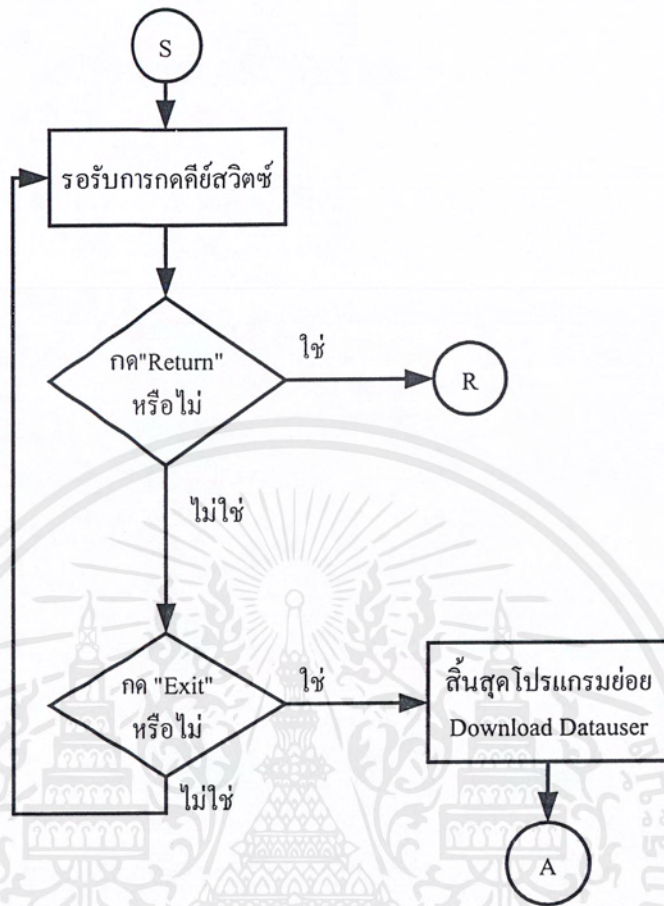 S
รอรับการกดคีย์สวิตซ์
กด"Return"
หรือไม่
ใช่
R
ไม่ใช่
กด "Exit"
หรือไม่
ใช่
สิ้นสุดโปรแกรมย่อย
Download Datauser
ไม่ใช่
A